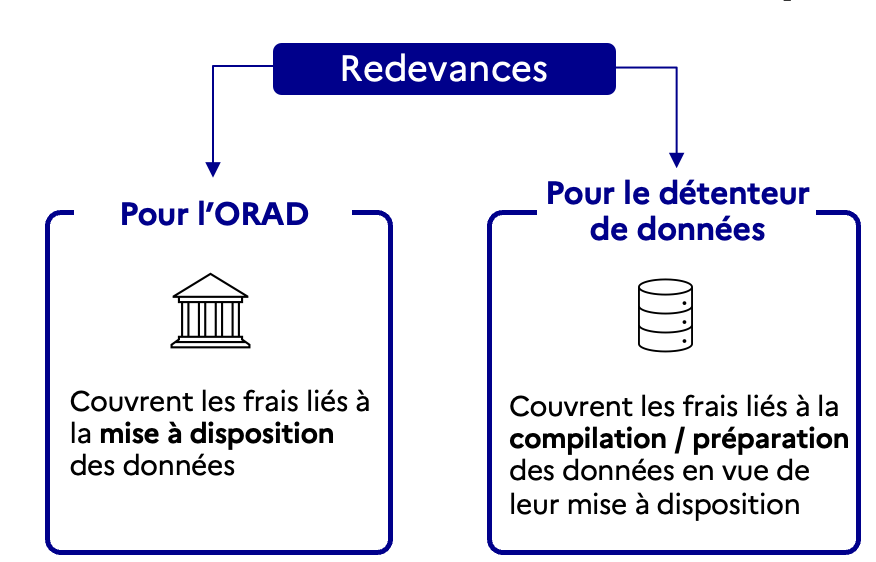 Redevances
Pour l’ORAD
Couvrent les frais liés à
la mise à disposition
des données
Pour le détenteur
de données
Couvrent les frais liés à la
compilation / préparation
des données en vue de
leur mise à disposition